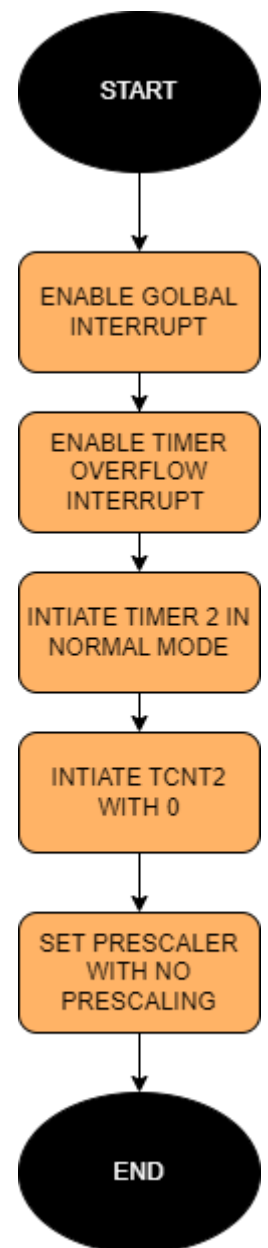 START
ENABLE GOLBAL
INTERRUPT
ENABLE TIMER
OVERFLOW
INTERRUPT
INTIATE TIMER 2 IN
NORMAL MODE
INTIATE TCNT2
WITH 0
SET PRESCALER
WITH NO
PRESCALING
END